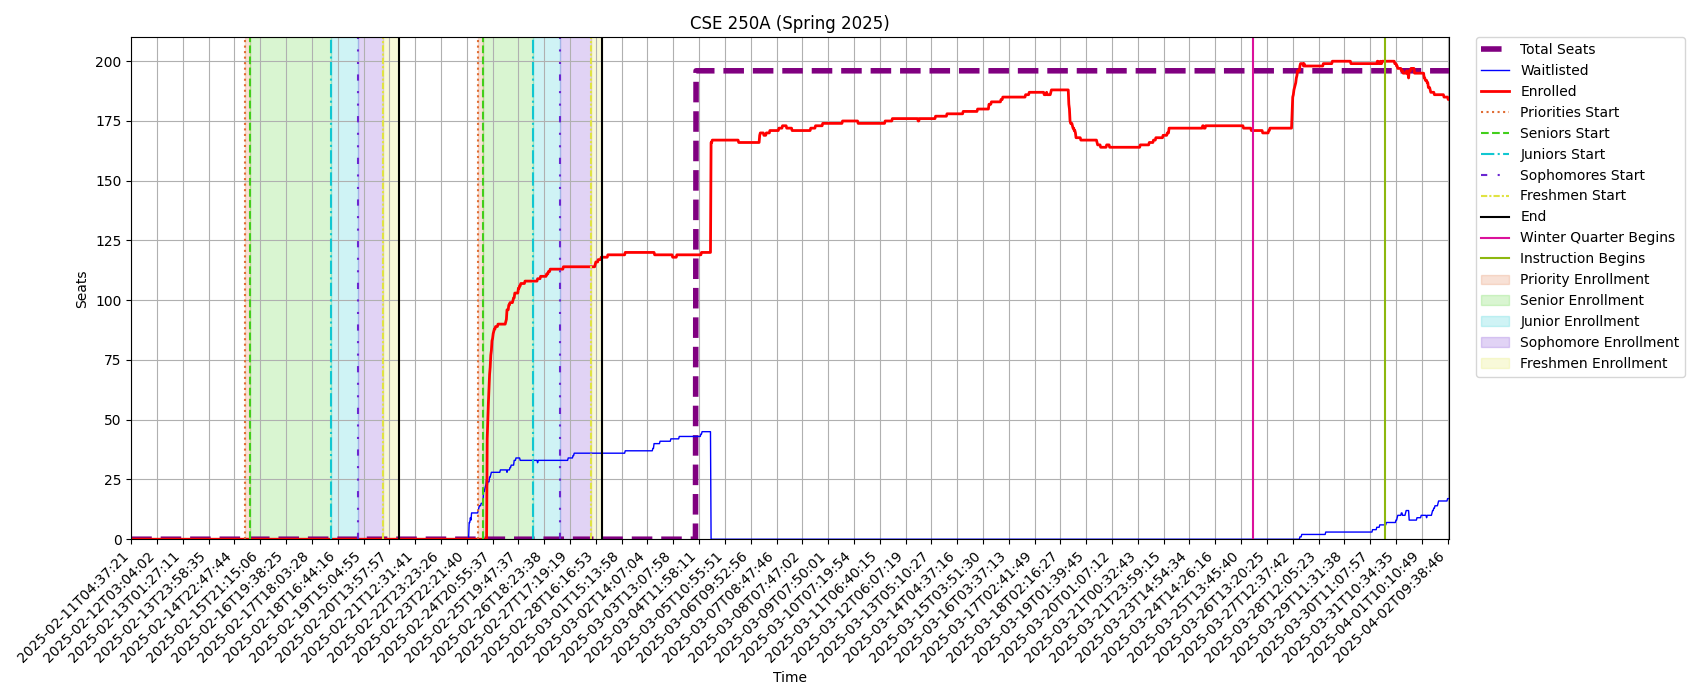 CSE 250A (Spring 2025)
200
175
150
125
100
75
50
25
0
Seats
2025-02-11T04:37:21
2025-02-12T03:04:02
2025-02-13T01:27:11
2025-02-13T23:58:35
2025-02-14T22:47:44
2025-02-15T21:15:06
2025-02-16T19:38:25
2025-02-17T18:03:28
2025-02-18T16:44:16
2025-02-19T15:04:55
2025-02-20T13:57:57
2025-02-21T12:31:41
2025-02-22T23:23:26
2025-02-23T22:21:40
2025-02-24T20:55:37
2025-02-25T19:47:37
2025-02-26T18:23:38
2025-02-27T17:19:19
2025-02-28T16:16:53
2025-03-01T15:13:58
2025-03-02T14:07:04
2025-03-03T13:07:58
2025-03-04T11:58:11
2025-03-05T10:55:51
2025-03-06T09:52:56
2025-03-07T08:47:46
2025-03-08T07:47:02
2025-03-09T07:50:01
2025-03-10T07:19:54
2025-03-11T06:40:15
2025-03-12T06:07:19
2025-03-13T05:10:27
2025-03-14T04:37:16
2025-03-15T03:51:30
2025-03-16T03:37:13
2025-03-17T02:41:49
2025-03-18T02:16:27
2025-03-19T01:39:45
2025-03-20T01:07:12
2025-03-21T00:32:43
2025-03-21T23:59:15
2025-03-23T14:54:34
2025-03-24T14:26:16
2025-03-25T13:45:40
2025-03-26T13:20:25
2025-03-27T12:37:42
2025-03-28T12:05:23
2025-03-29T11:31:38
2025-03-30T11:07:57
2025-03-31T10:34:35
2025-04-01T10:10:49
2025-04-02T09:38:46
Time
Total Seats
Waitlisted
Enrolled
Priorities Start
Seniors Start
Juniors Start
Sophomores Start
Freshmen Start
End
Winter Quarter Begins
Instruction Begins
Priority Enrollment
Senior Enrollment
Junior Enrollment
Sophomore Enrollment
Freshmen Enrollment